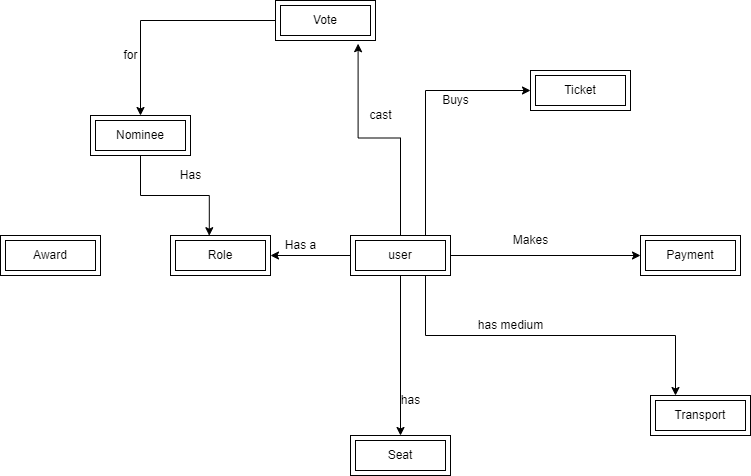 Vote
for
Ticket
Buys
cast
Nominee
Has
Award
Role
Has a
user
Makes
Payment
has medium
has
Transport
Seat